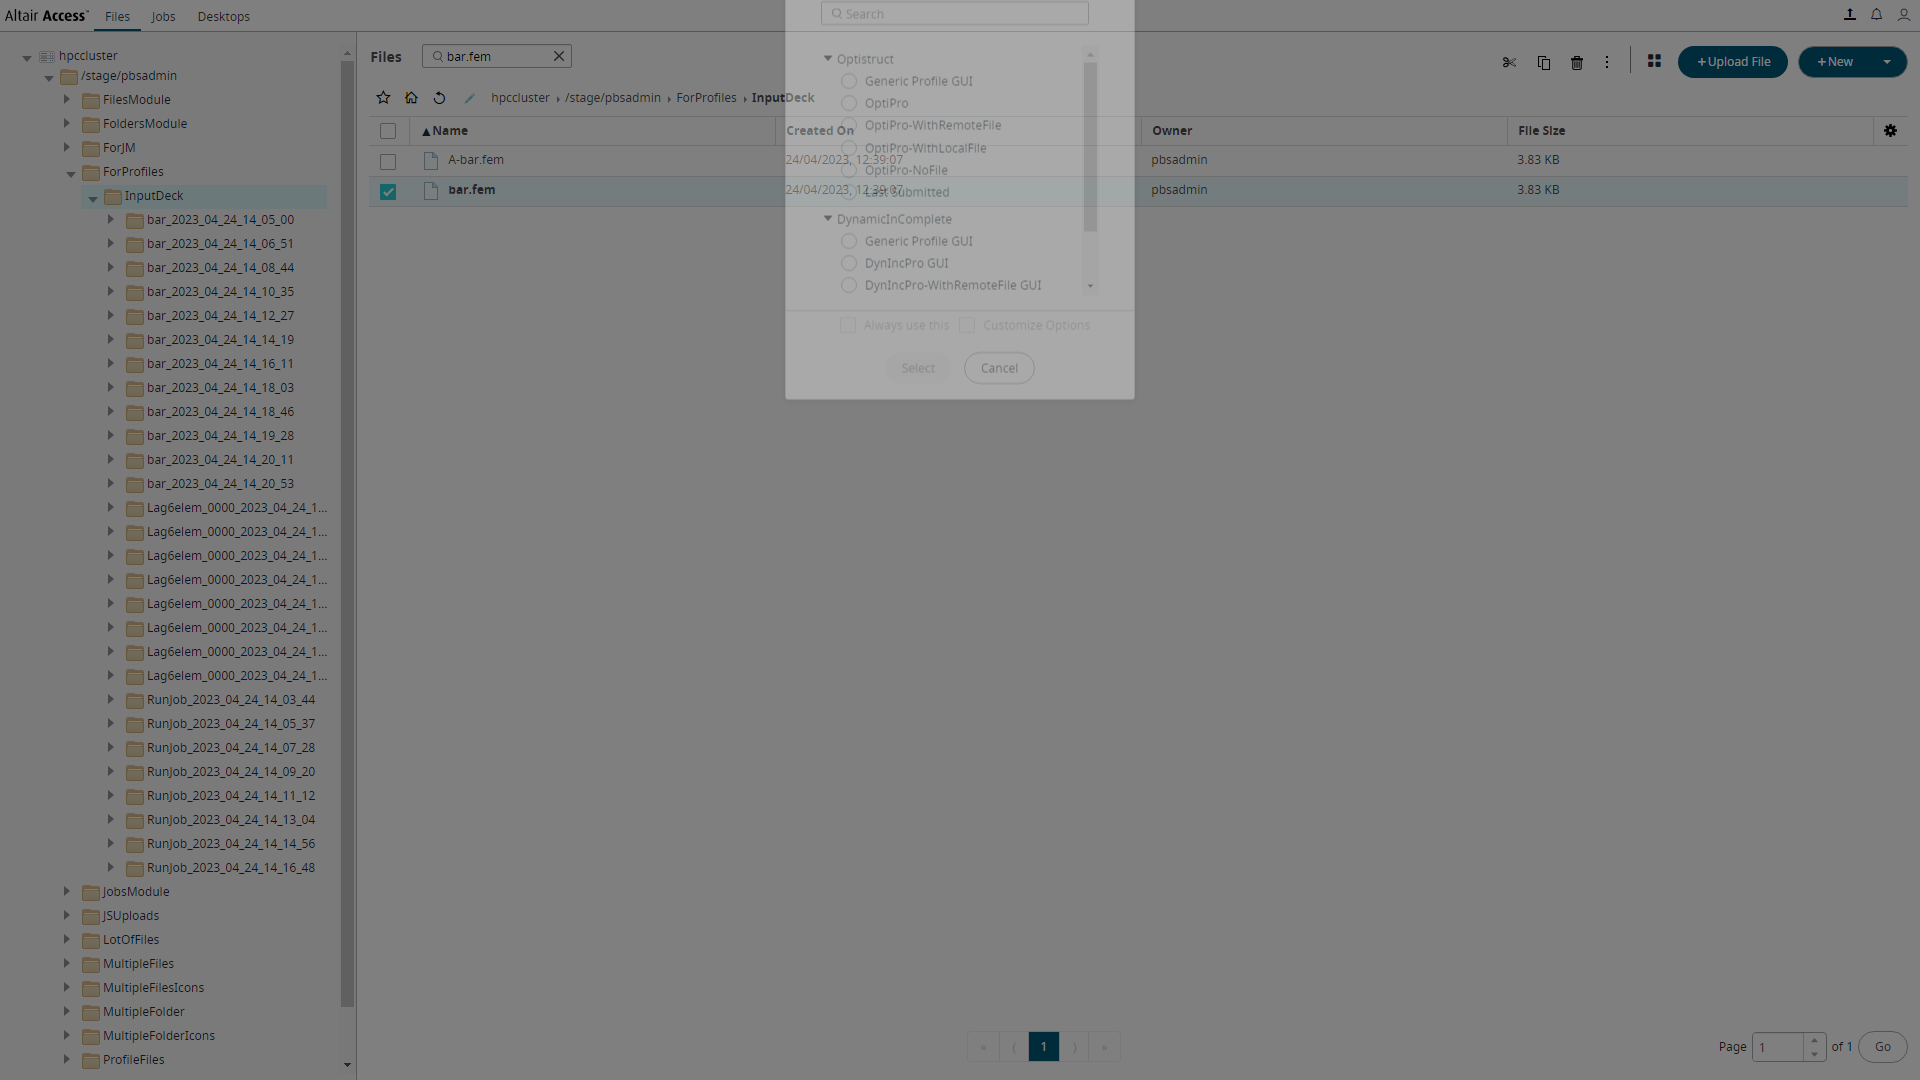 Altair Access™ Files Jobs Desktops
hpccluster
/stage/pbsadmin
FilesModule
FoldersModule
ForJM
ForProfiles
InputDeck
bar_2023_04_24_14_05_00
bar_2023_04_24_14_06_51
bar_2023_04_24_14_08_44
bar_2023_04_24_14_10_35
bar_2023_04_24_14_12_27
bar_2023_04_24_14_14_19
bar_2023_04_24_14_16_11
bar_2023_04_24_14_18_03
bar_2023_04_24_14_18_46
bar_2023_04_24_14_19_28
bar_2023_04_24_14_20_11
bar_2023_04_24_14_20_53
Lag6elem_0000_2023_04_24_1...
Lag6elem_0000_2023_04_24_1...
Lag6elem_0000_2023_04_24_1...
Lag6elem_0000_2023_04_24_1...
Lag6elem_0000_2023_04_24_1...
Lag6elem_0000_2023_04_24_1...
Lag6elem_0000_2023_04_24_1...
Lag6elem_0000_2023_04_24_1...
RunJob_2023_04_24_14_03_44
RunJob_2023_04_24_14_05_37
RunJob_2023_04_24_14_07_28
RunJob_2023_04_24_14_09_20
RunJob_2023_04_24_14_11_12
RunJob_2023_04_24_14_13_04
RunJob_2023_04_24_14_14_56
RunJob_2023_04_24_14_16_48
JobsModule
JSUploads
LotOfFiles
MultipleFiles
MultipleFilesIcons
MultipleFolder
MultipleFolderIcons
ProfileFiles
Files bar.fem
+Upload File +New
hpccluster › /stage/pbsadmin › ForProfiles › InputDeck
Name Created On Owner File Size
A-bar.fem 24/04/2023, 12:39:07 pbsadmin 3.83 KB
bar.fem 24/04/2023, 12:39:07 pbsadmin 3.83 KB
Search
Optistruct
Generic Profile GUI
OptiPro
OptiPro-WithRemoteFile
OptiPro-WithLocalFile
OptiPro-NoFile
Last Submitted
DynamicInComplete
Generic Profile GUI
DynIncPro GUI
DynIncPro-WithRemoteFile GUI
Always use this Customize Options
Select Cancel
« ⟨ 1 ⟩ »
Page 1 of 1 Go